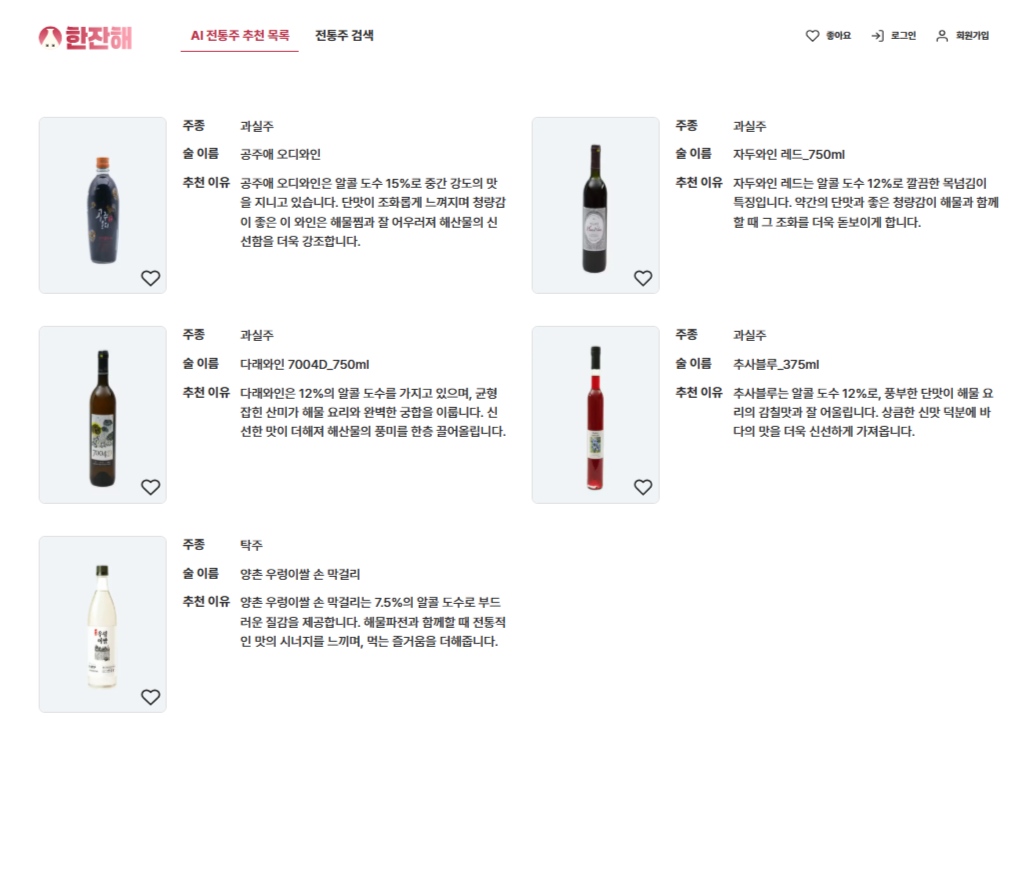 한잔해
AI 전통주 추천 목록
전통주 검색
좋아요
로그인
회원가입
주종 과실주
술 이름 공주애 오디와인
추천 이유 공주애 오디와인은 알콜 도수 15%로 중간 강도의 맛
을 지니고 있습니다. 단맛이 조화롭게 느껴지며 청량감
이 좋은 이 와인은 해물찜과 잘 어우러져 해산물의 신
선함을 더욱 강조합니다.
주종 과실주
술 이름 자두와인 레드_750ml
추천 이유 자두와인 레드는 알콜 도수 12%로 깔끔한 목넘김이
특징입니다. 약간의 단맛과 좋은 청량감이 해물과 함께
할 때 그 조화를 더욱 돋보이게 합니다.
주종 과실주
술 이름 다래와인 7004D_750ml
추천 이유 다래와인은 12%의 알콜 도수를 가지고 있으며, 균형
잡힌 산미가 해물 요리와 완벽한 궁합을 이룹니다. 신
선한 맛이 더해져 해산물의 풍미를 한층 끌어올립니다.
7004
주종 과실주
술 이름 추사블루_375ml
추천 이유 추사블루는 알콜 도수 12%로, 풍부한 단맛이 해물 요
리의 감칠맛과 잘 어울립니다. 상큼한 신맛 덕분에 바
다의 맛을 더욱 신선하게 가져옵니다.
주종 탁주
술 이름 양촌 우렁이쌀 손 막걸리
추천 이유 양촌 우렁이쌀 손 막걸리는 7.5%의 알콜 도수로 부드
러운 질감을 제공합니다. 해물파전과 함께할 때 전통적
인 맛의 시너지를 느끼며, 먹는 즐거움을 더해줍니다.